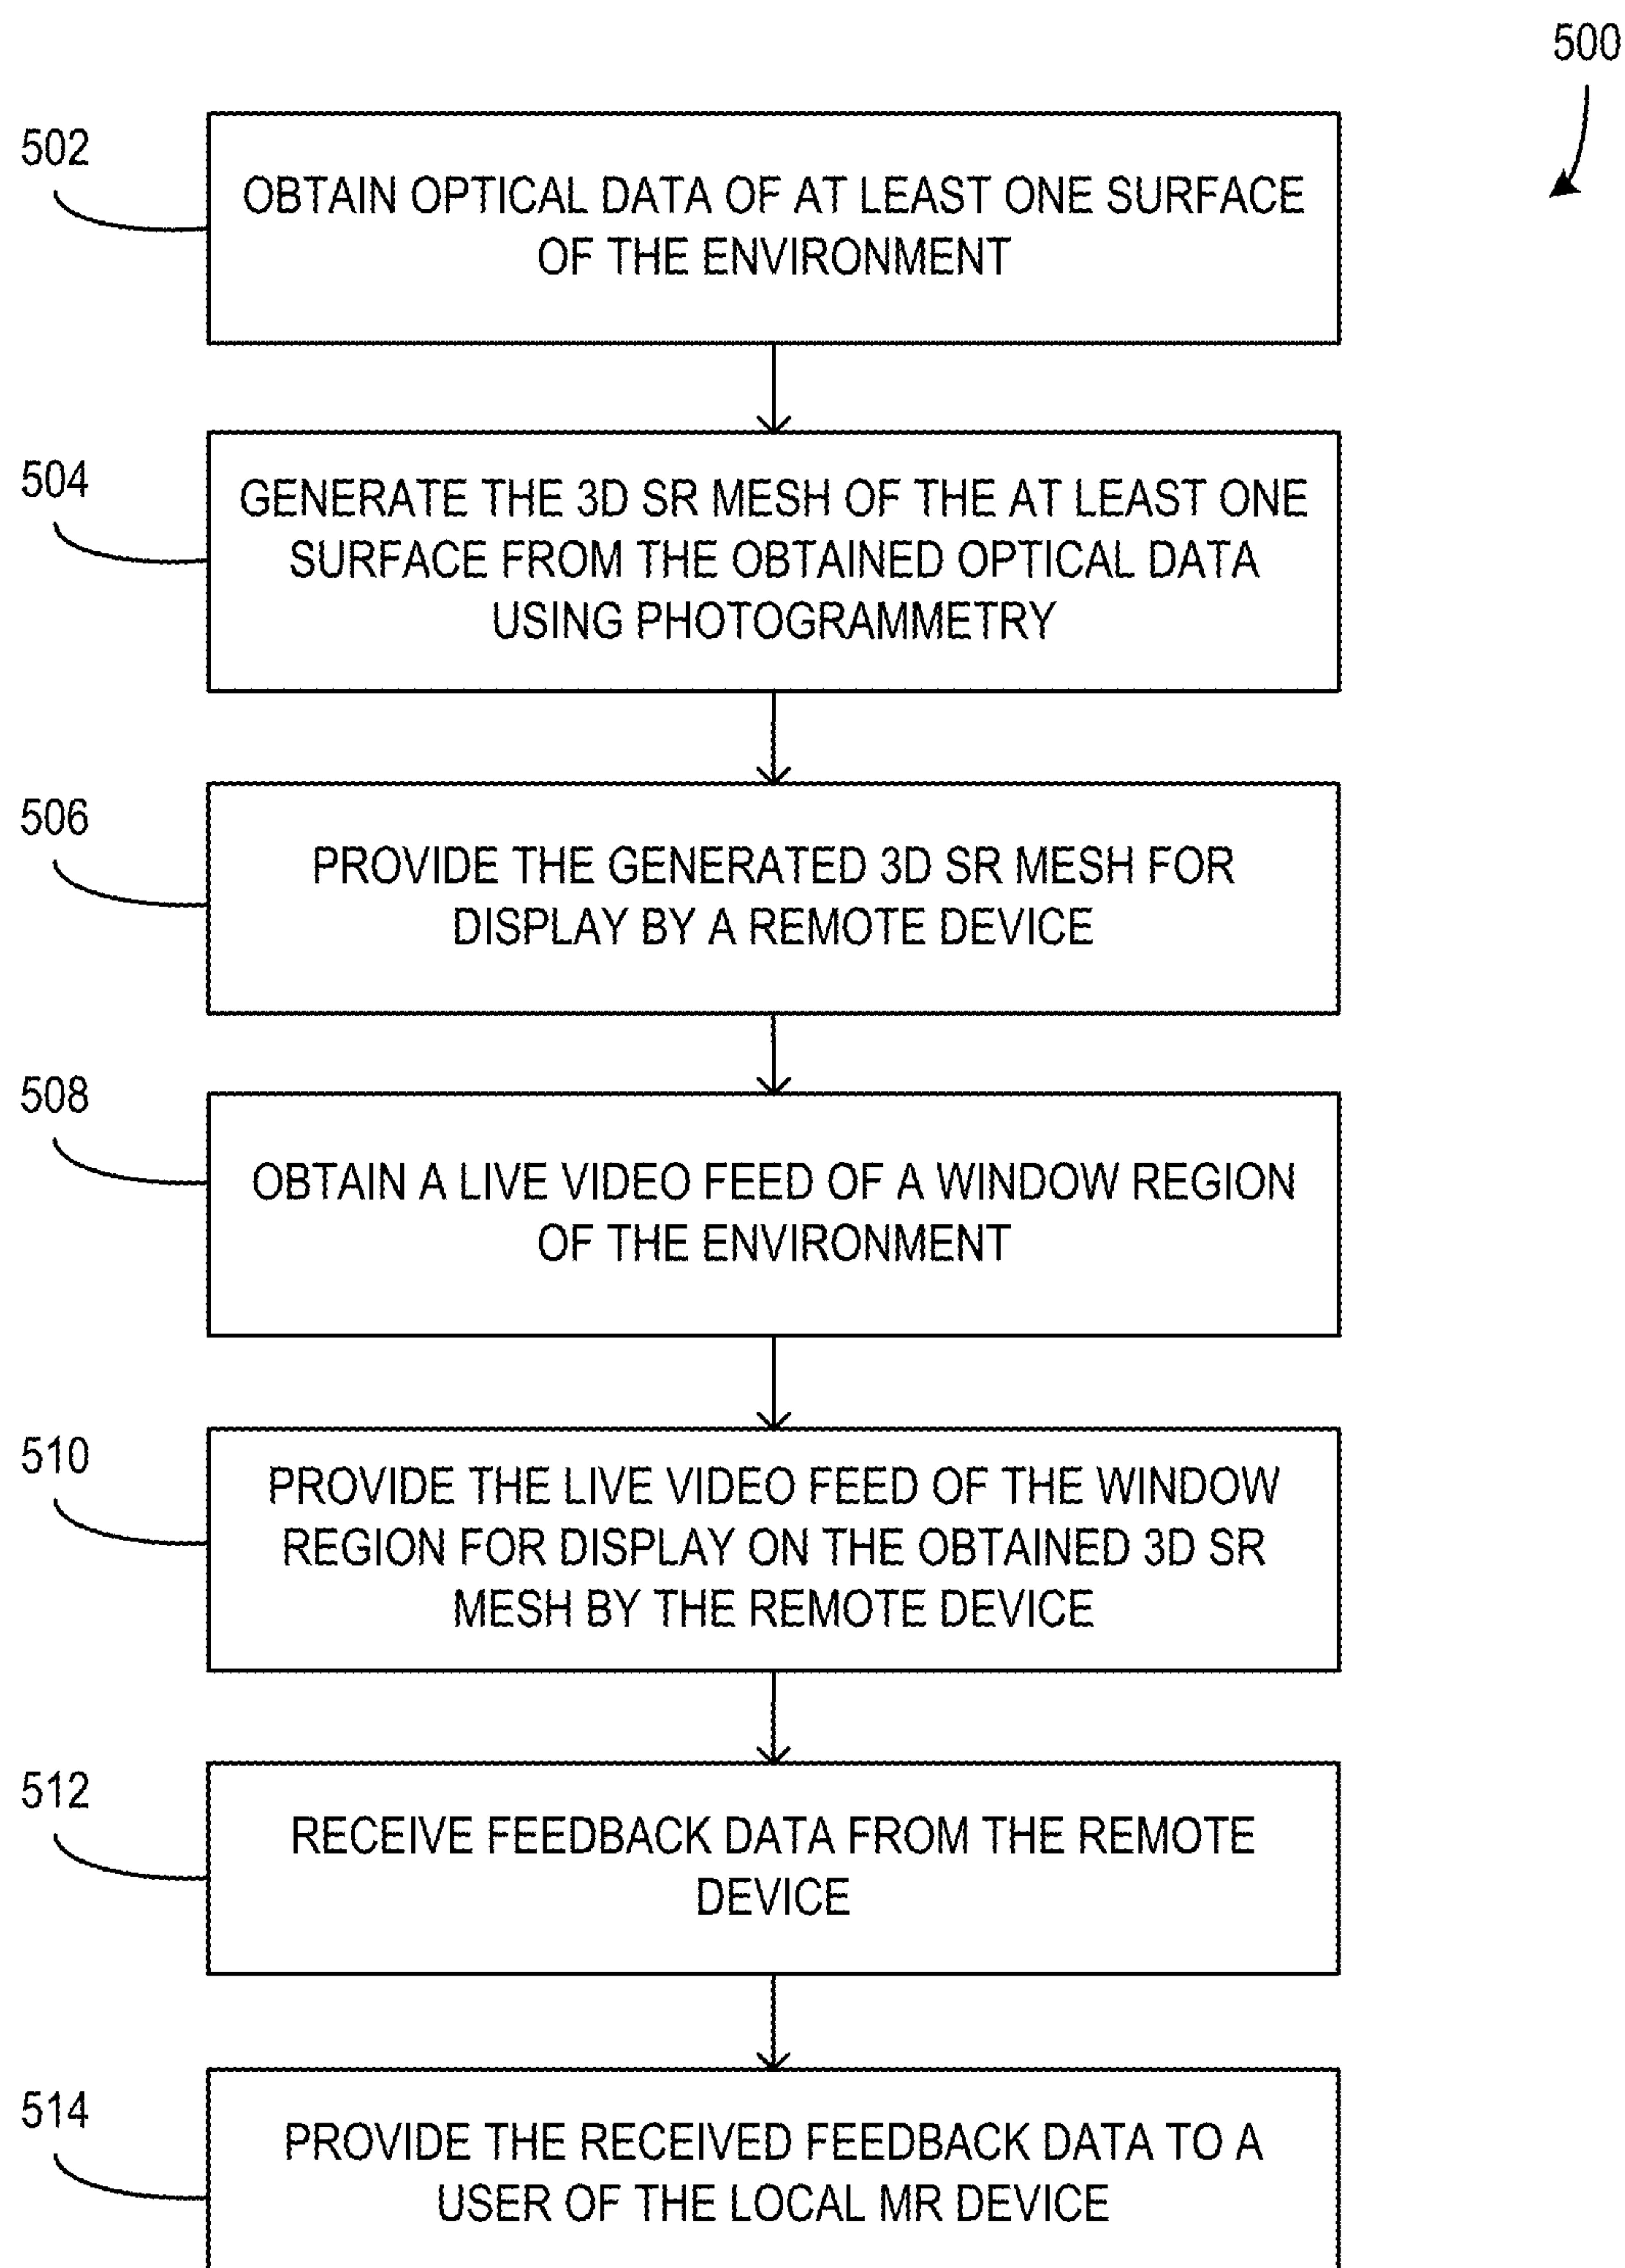 500
502
OBTAIN OPTICAL DATA OF AT LEAST ONE SURFACE
OF THE ENVIRONMENT
504
GENERATE THE 3D SR MESH OF THE AT LEAST ONE
SURFACE FROM THE OBTAINED OPTICAL DATA
USING PHOTOGRAMMETRY
506
PROVIDE THE GENERATED 3D SR MESH FOR
DISPLAY BY A REMOTE DEVICE
508
OBTAIN A LIVE VIDEO FEED OF A WINDOW REGION
OF THE ENVIRONMENT
510
PROVIDE THE LIVE VIDEO FEED OF THE WINDOW
REGION FOR DISPLAY ON THE OBTAINED 3D SR
MESH BY THE REMOTE DEVICE
512
RECEIVE FEEDBACK DATA FROM THE REMOTE
DEVICE
514
PROVIDE THE RECEIVED FEEDBACK DATA TO A
USER OF THE LOCAL MR DEVICE